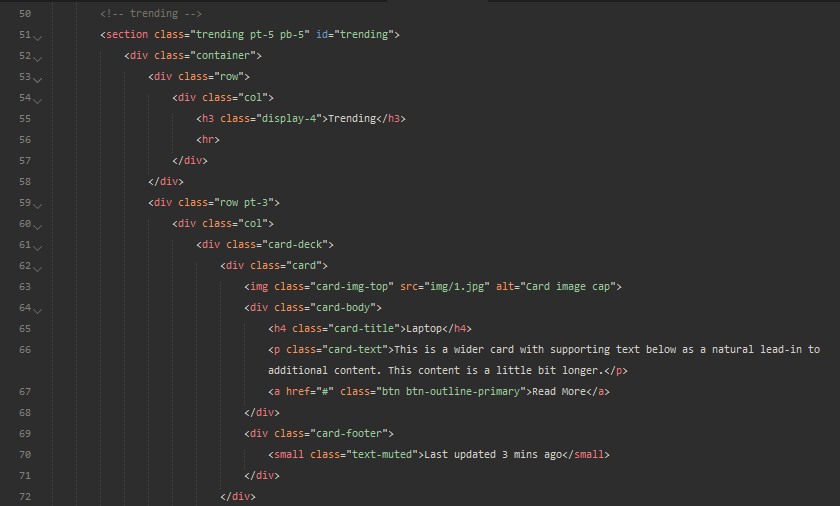 50 <!-- trending -->
51 <section class="trending pt-5 pb-5" id="trending">
52 <div class="container">
53 <div class="row">
54 <div class="col">
55 <h3 class="display-4">Trending</h3>
56 <hr>
57 </div>
58 </div>
59 <div class="row pt-3">
60 <div class="col">
61 <div class="card-deck">
62 <div class="card">
63 <img class="card-img-top" src="img/1.jpg" alt="Card image cap">
64 <div class="card-body">
65 <h4 class="card-title">Laptop</h4>
66 <p class="card-text">This is a wider card with supporting text below as a natural lead-in to
additional content. This content is a little bit longer.</p>
67 <a href="#" class="btn btn-outline-primary">Read More</a>
68 </div>
69 <div class="card-footer">
70 <small class="text-muted">Last updated 3 mins ago</small>
71 </div>
72 </div>